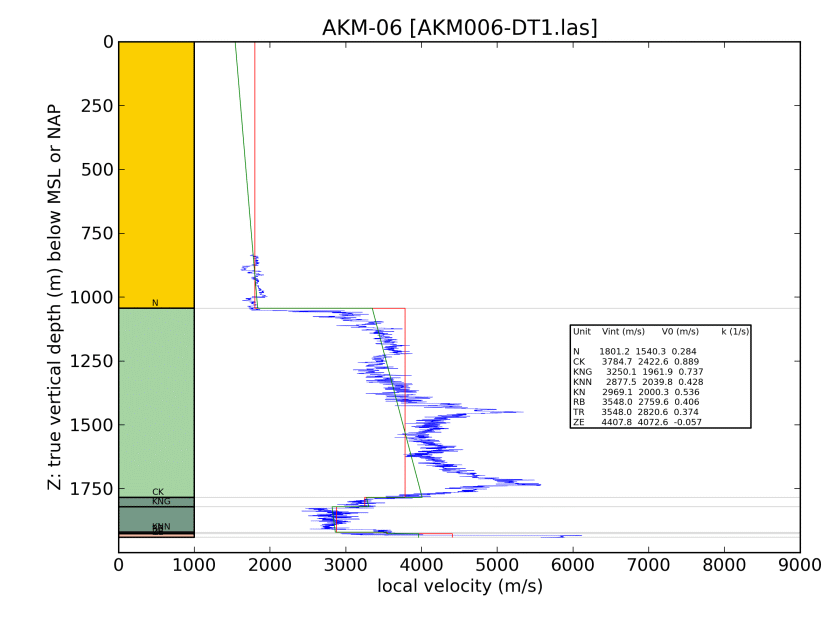 AKM-06 [AKM006-DT1.las]
Z: true vertical depth (m) below MSL or NAP
0
250
500
750
1000
1250
1500
1750
N
CK
KNG
KNN
Unit Vint (m/s) V0 (m/s) k (1/s)
N 1801.2 1540.3 0.284
CK 3784.7 2422.6 0.889
KNG 3250.1 1961.9 0.737
KNN 2877.5 2039.8 0.428
KN 2969.1 2000.3 0.536
RB 3548.0 2759.6 0.406
TR 3548.0 2820.6 0.374
ZE 4407.8 4072.6 -0.057
0 1000 2000 3000 4000 5000 6000 7000 8000 9000
local velocity (m/s)